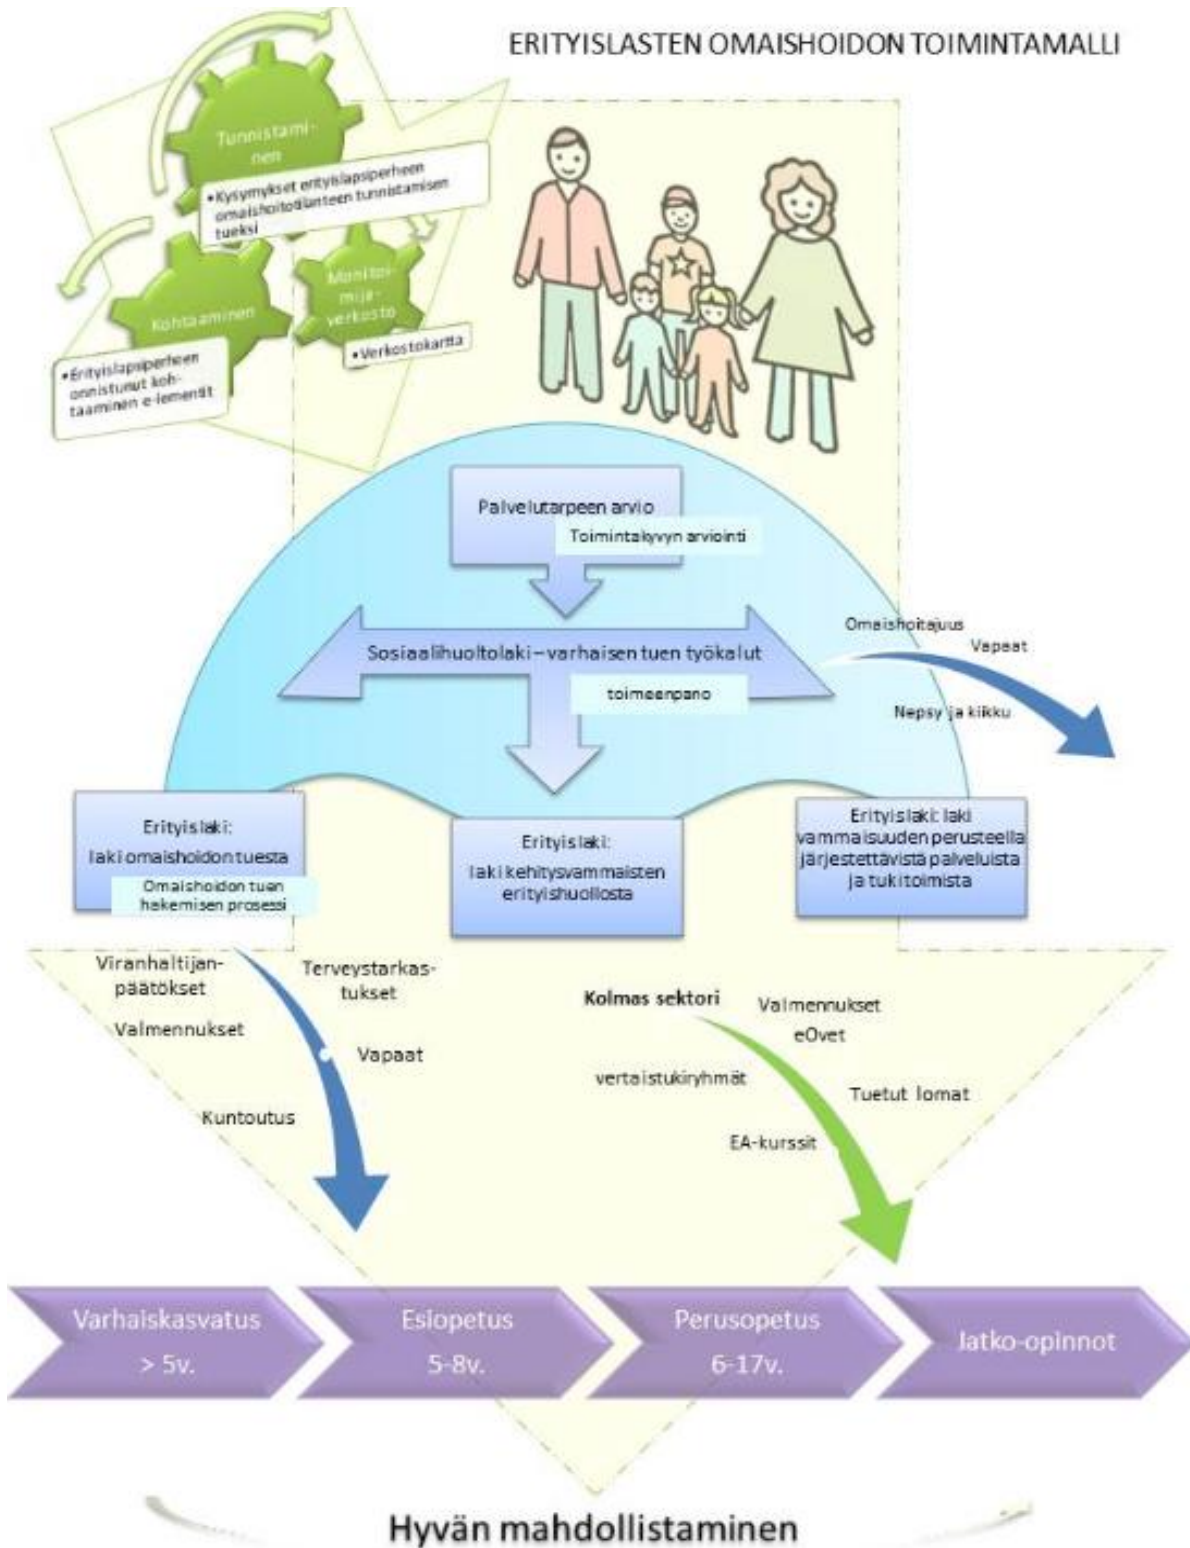 ERITYISLASTEN OMAISHOIDON TOIMINTAMALLI
Tunnistami-
nen
•Kysymykset erityislapsiperheen
omaishoitotilanteen tunnistamisen
tueksi
Kohtaaminen
•Erityislapsiperheen
onnistunut koh-
taaminen e-lementit
Monitoi-
mija-
verkosto
•Verkostokartta
Palvelutarpeen arvio
Toimintakyvyn arviointi
Sosiaalihuoltolaki – varhaisen tuen työkalut
toimeenpano
Omaishoitajuus
Vapaat
Nepsy ja kiikku
Erityislaki:
laki omaishoidon tuesta
Omaishoidon tuen
hakemisen prosessi
Erityislaki:
laki kehitysvammaisten
erityishuollosta
Erityislaki: laki
vammaisuuden perusteella
järjestettävistä palveluista
ja tukitoimista
Viranhaltijan-
päätökset
Terveystarkas-
tukset
Valmennukset
Vapaat
Kuntoutus
Kolmas sektori
Valmennukset
eOvet
vertaistukiryhmät
Tuetut lomat
EA-kurssit
Varhaiskasvatus
> 5v.
Esiopetus
5-8v.
Perusopetus
6-17v.
Jatko-opinnot
Hyvän mahdollistaminen